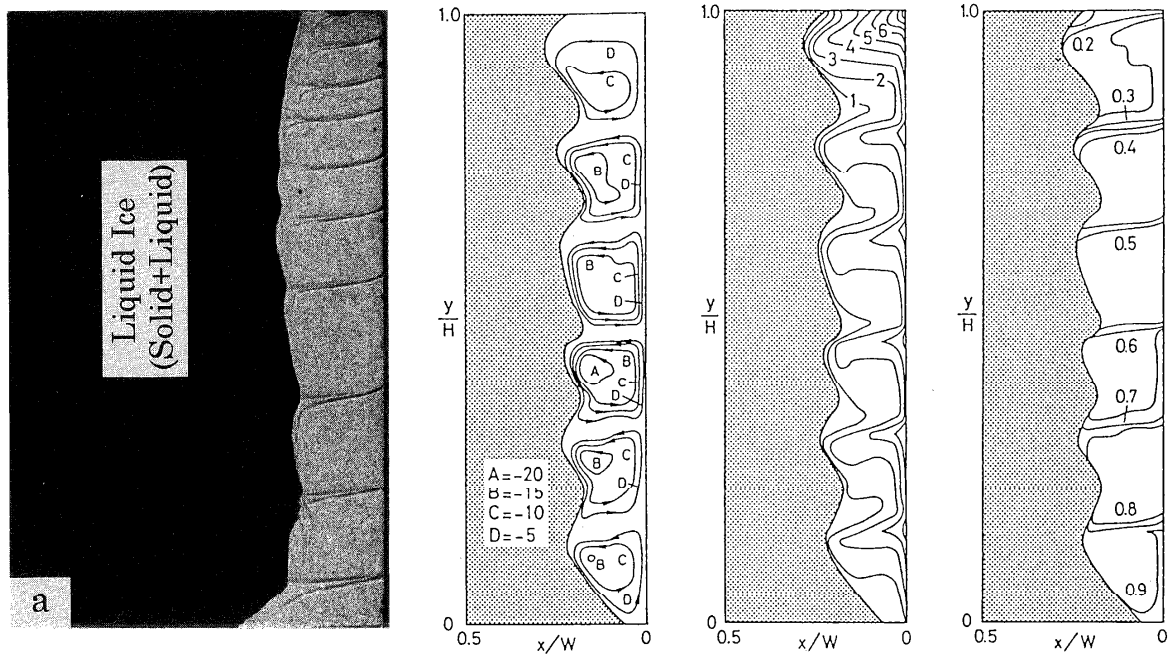 Liquid Ice
(Solid+Liquid)
a
1.0
D
C
B
C
D
B
C
D
y
H
B
A
C
D
B
C
D
A=-20
B=-15
C=-10
D=-5
B
C
D
0
0.5
x/W
0
1.0
6
5
4
3
2
1
y
H
0
0.5
x/W
0
1.0
0.2
0.3
0.4
0.5
y
H
0.6
0.7
0.8
0.9
0
0.5
x/W
0